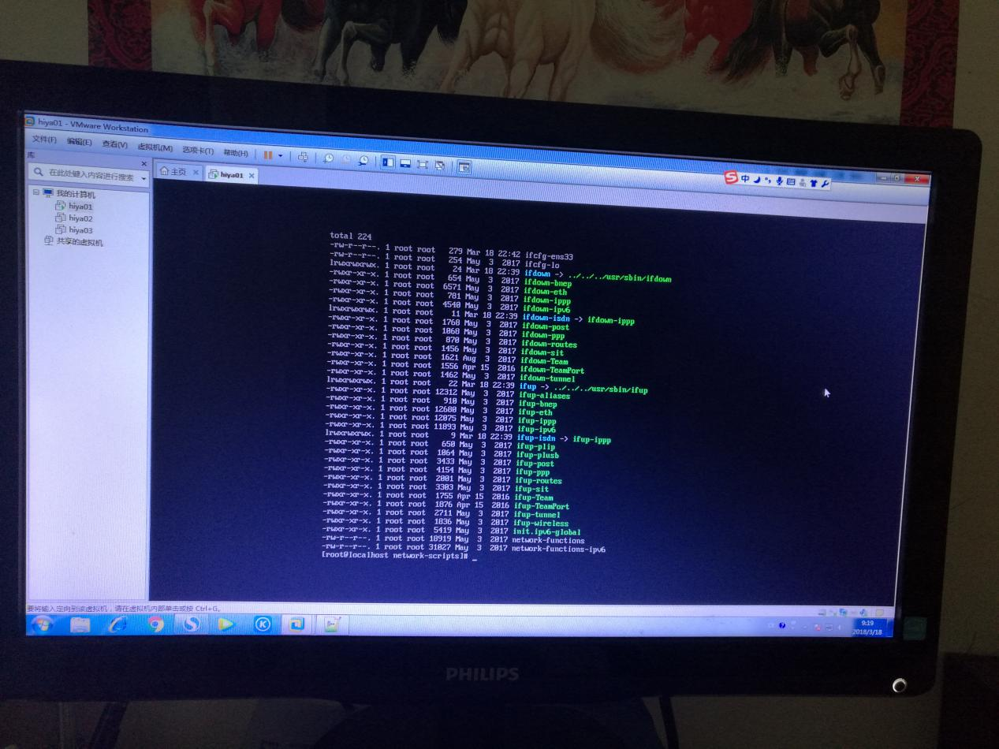 hiya01 - VMware Workstation
文件(F) 编辑(E) 查看(V) 虚拟机(M) 选项卡(T) 帮助(H)
库
在此处键入内容进行搜索
主页
hiya01
中
我的计算机
hiya01
hiya02
hiya03
共享的虚拟机
total 224
-rw-r--r--. 1 root root 279 Mar 18 22:42 ifcfg-ens33
-rw-r--r--. 1 root root 254 May 3 2017 ifcfg-lo
lrwxrwxrwx. 1 root root 24 Mar 18 22:39 ifdown -> ../../../usr/sbin/ifdown
-rwxr-xr-x. 1 root root 654 May 3 2017 ifdown-bnep
-rwxr-xr-x. 1 root root 6571 May 3 2017 ifdown-eth
-rwxr-xr-x. 1 root root 781 May 3 2017 ifdown-ippp
-rwxr-xr-x. 1 root root 4540 May 3 2017 ifdown-ipv6
lrwxrwxrwx. 1 root root 11 Mar 18 22:39 ifdown-isdn -> ifdown-ippp
-rwxr-xr-x. 1 root root 1768 May 3 2017 ifdown-post
-rwxr-xr-x. 1 root root 1068 May 3 2017 ifdown-ppp
-rwxr-xr-x. 1 root root 870 May 3 2017 ifdown-routes
-rwxr-xr-x. 1 root root 1456 May 3 2017 ifdown-sit
-rwxr-xr-x. 1 root root 1621 Aug 3 2017 ifdown-Team
-rwxr-xr-x. 1 root root 1556 Apr 15 2016 ifdown-TeamPort
-rwxr-xr-x. 1 root root 1462 May 3 2017 ifdown-tunnel
lrwxrwxrwx. 1 root root 22 Mar 18 22:39 ifup -> ../../../usr/sbin/ifup
-rwxr-xr-x. 1 root root 12312 May 3 2017 ifup-aliases
-rwxr-xr-x. 1 root root 910 May 3 2017 ifup-bnep
-rwxr-xr-x. 1 root root 12680 May 3 2017 ifup-eth
-rwxr-xr-x. 1 root root 12075 May 3 2017 ifup-ippp
-rwxr-xr-x. 1 root root 11893 May 3 2017 ifup-ipv6
lrwxrwxrwx. 1 root root 9 Mar 18 22:39 ifup-isdn -> ifup-ippp
-rwxr-xr-x. 1 root root 650 May 3 2017 ifup-plip
-rwxr-xr-x. 1 root root 1064 May 3 2017 ifup-plusb
-rwxr-xr-x. 1 root root 3433 May 3 2017 ifup-post
-rwxr-xr-x. 1 root root 4154 May 3 2017 ifup-ppp
-rwxr-xr-x. 1 root root 2001 May 3 2017 ifup-routes
-rwxr-xr-x. 1 root root 3303 May 3 2017 ifup-sit
-rwxr-xr-x. 1 root root 1755 Apr 15 2016 ifup-Team
-rwxr-xr-x. 1 root root 1876 Apr 15 2016 ifup-TeamPort
-rwxr-xr-x. 1 root root 2711 May 3 2017 ifup-tunnel
-rwxr-xr-x. 1 root root 1836 May 3 2017 ifup-wireless
-rwxr-xr-x. 1 root root 5419 May 3 2017 init.ipv6-global
-rw-r--r--. 1 root root 18919 May 3 2017 network-functions
-rw-r--r--. 1 root root 31027 May 3 2017 network-functions-ipv6
[root@localhost network-scripts]# _
要将输入定向到该虚拟机，请在虚拟机内部单击或按 Ctrl+G。
9:19
2018/3/18
PHILIPS